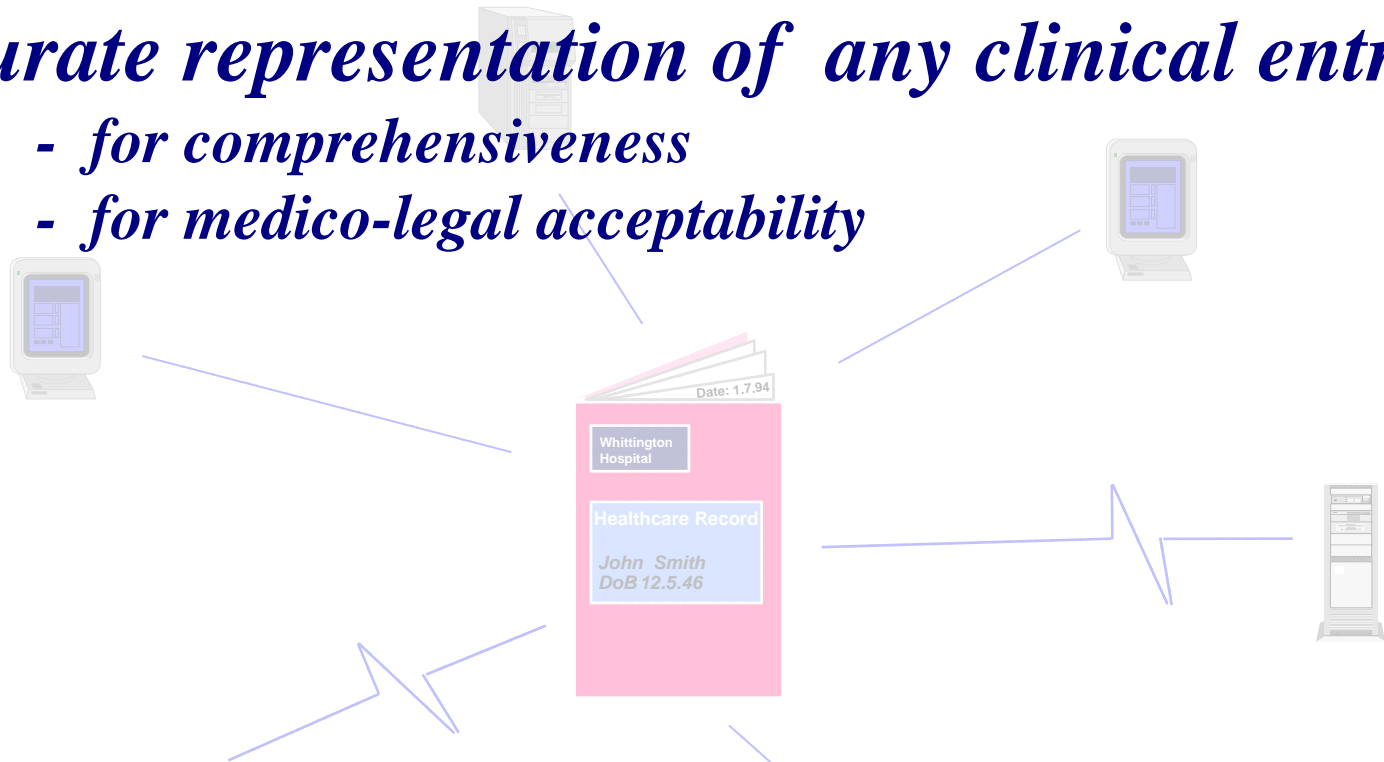 urate representation of any clinical entr
- for comprehensiveness
- for medico-legal acceptability
Date: 1.7.94
Whittington
Hospital
Healthcare Record
John Smith
DoB 12.5.46